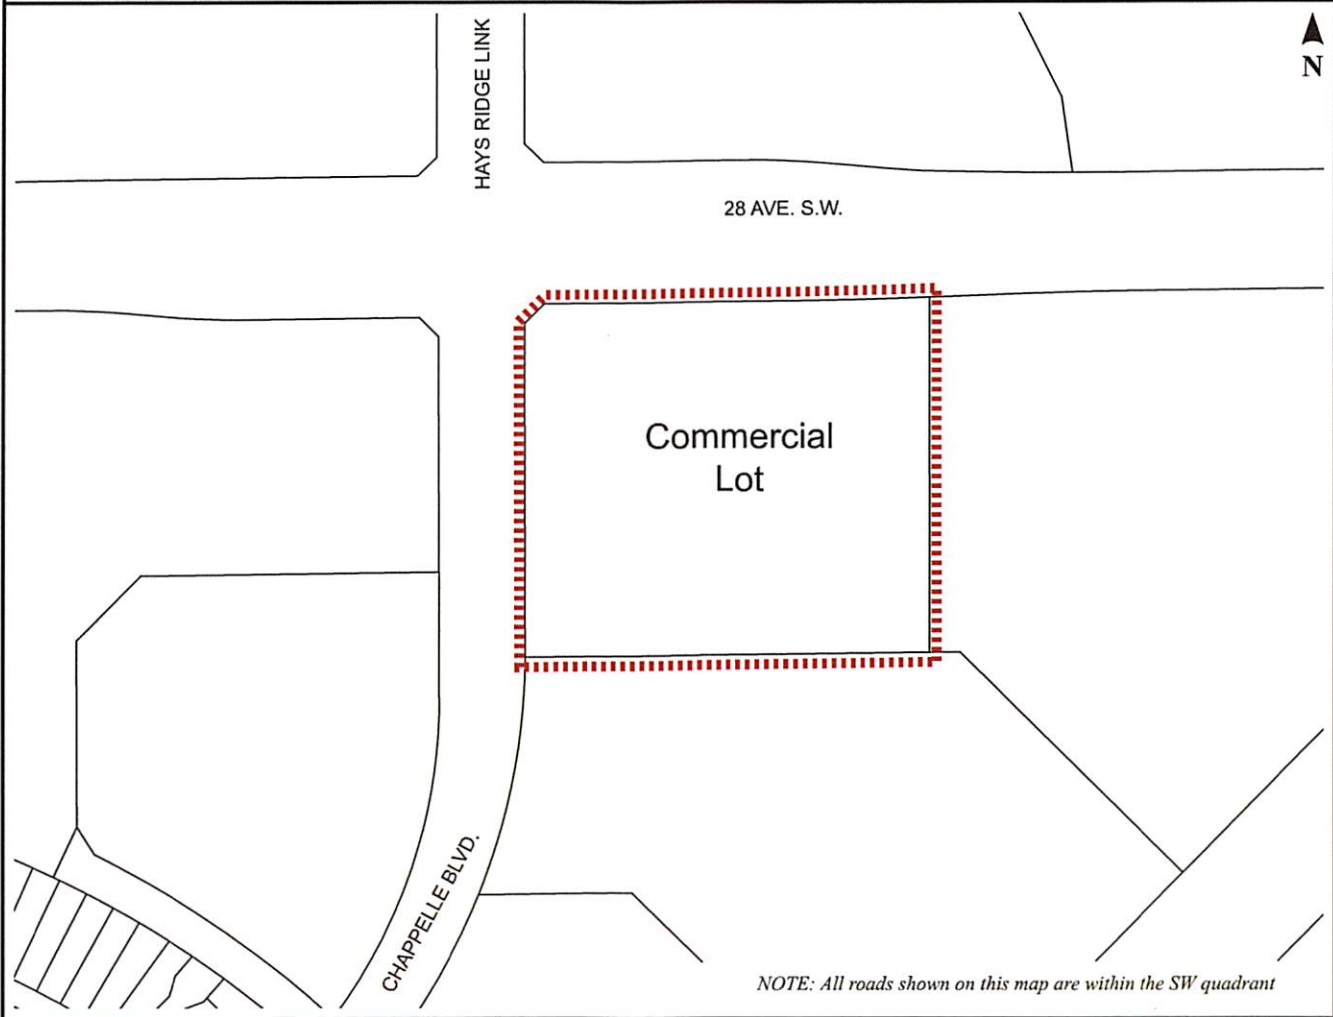 HAYS RIDGE LINK
N
28 AVE. S.W.
Commercial
Lot
CHAPPELLE BLVD.
NOTE: All roads shown on this map are within the SW quadrant